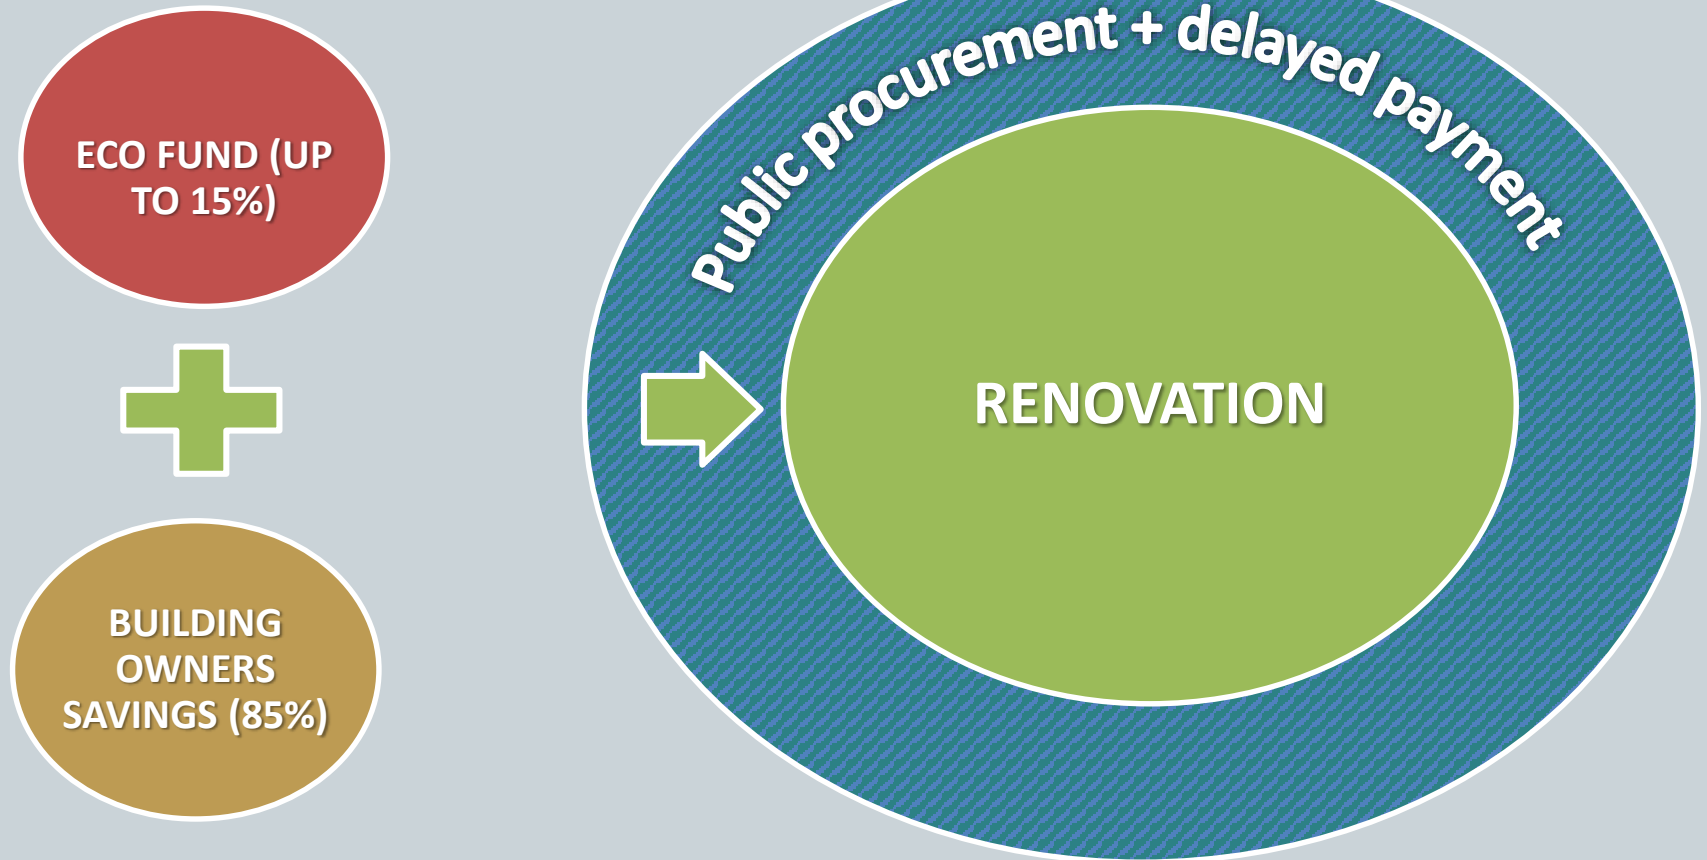 ECO FUND (UP
TO 15%)
BUILDING
OWNERS
SAVINGS (85%)
Public procurement + delayed payment
RENOVATION